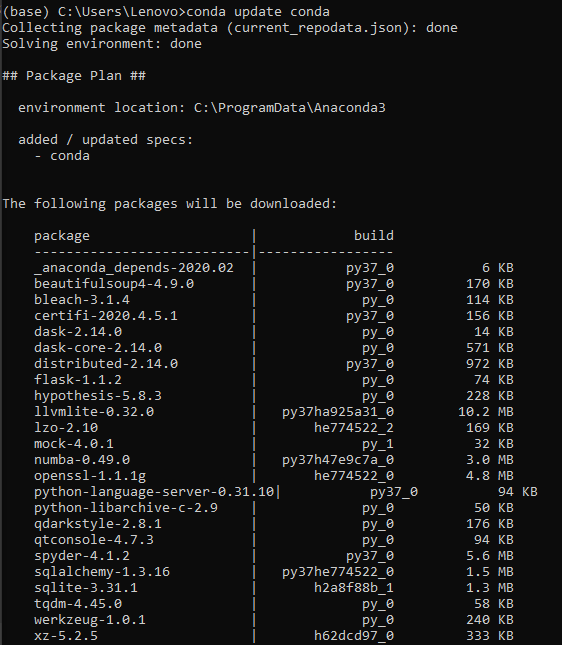 (base) C:\Users\Lenovo>conda update conda
Collecting package metadata (current_repodata.json): done
Solving environment: done

## Package Plan ##

  environment location: C:\ProgramData\Anaconda3

  added / updated specs:
    - conda


The following packages will be downloaded:

    package                    |            build
    ---------------------------|-----------------
    _anaconda_depends-2020.02  |           py37_0           6 KB
    beautifulsoup4-4.9.0       |           py37_0         170 KB
    bleach-3.1.4               |             py_0         114 KB
    certifi-2020.4.5.1         |           py37_0         156 KB
    dask-2.14.0                |             py_0          14 KB
    dask-core-2.14.0           |             py_0         571 KB
    distributed-2.14.0         |           py37_0         972 KB
    flask-1.1.2                |             py_0          74 KB
    hypothesis-5.8.3           |             py_0         228 KB
    llvmlite-0.32.0            |   py37ha925a31_0        10.2 MB
    lzo-2.10                   |       he774522_2         169 KB
    mock-4.0.1                 |             py_1          32 KB
    numba-0.49.0               |   py37h47e9c7a_0         3.0 MB
    openssl-1.1.1g             |       he774522_0         4.8 MB
    python-language-server-0.31.10|           py37_0          94 KB
    python-libarchive-c-2.9    |             py_0          50 KB
    qdarkstyle-2.8.1           |             py_0         176 KB
    qtconsole-4.7.3            |             py_0          94 KB
    spyder-4.1.2               |           py37_0         5.6 MB
    sqlalchemy-1.3.16          |   py37he774522_0         1.5 MB
    sqlite-3.31.1              |       h2a8f88b_1         1.3 MB
    tqdm-4.45.0                |             py_0          58 KB
    werkzeug-1.0.1             |             py_0         240 KB
    xz-5.2.5                   |       h62dcd97_0         333 KB